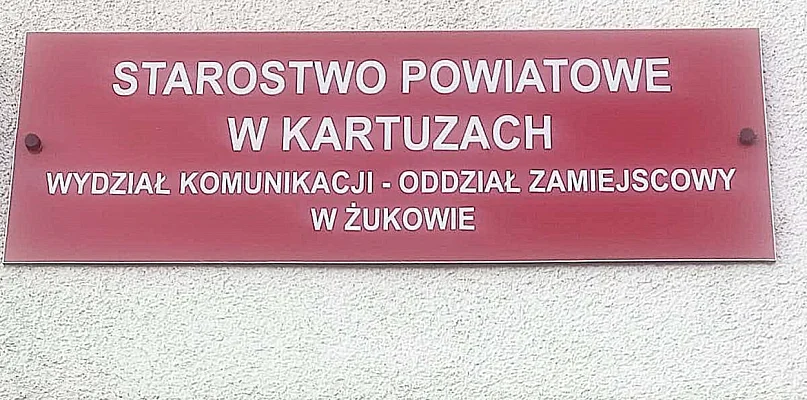 STAROSTWO POWIATOWE
W KARTUZACH
WYDZIAŁ KOMUNIKACJI - ODDZIAŁ ZAMIEJSCOWY
W ŻUKOWIE